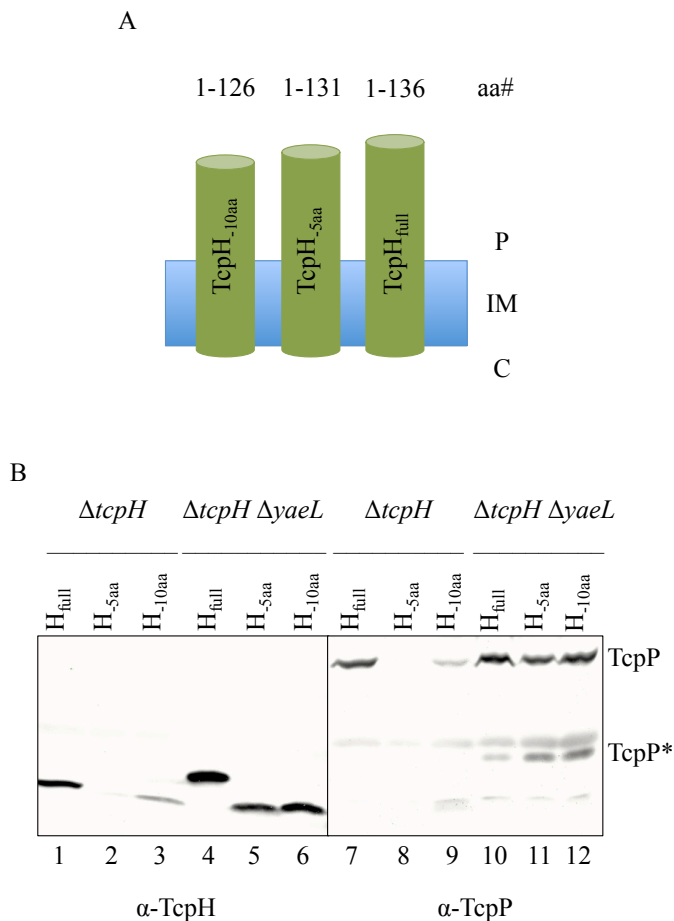 A
1-126 1-131 1-136 aa#
TcpH-10aa TcpH-5aa TcpHfull
P
IM
C
B
ΔtcpH ΔtcpH ΔyaeL ΔtcpH ΔtcpH ΔyaeL
Hfull H-5aa H-10aa Hfull H-5aa H-10aa Hfull H-5aa H-10aa Hfull H-5aa H-10aa
TcpP
TcpP*
1 2 3 4 5 6 7 8 9 10 11 12
α-TcpH α-TcpP